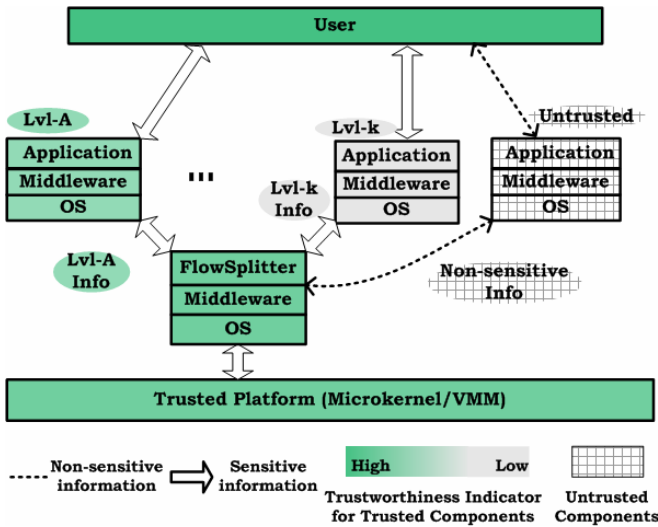 User
Lvl-A
Lvl-k
Untrusted
Application
Middleware
OS
...
Application
Middleware
OS
Application
Middleware
OS
Lvl-k
Info
Lvl-A
Info
FlowSplitter
Middleware
OS
Non-sensitive
Info
Trusted Platform (Microkernel/VMM)
Non-sensitive
information
Sensitive
information
High
Low
Trustworthiness Indicator
for Trusted Components
Untrusted
Components